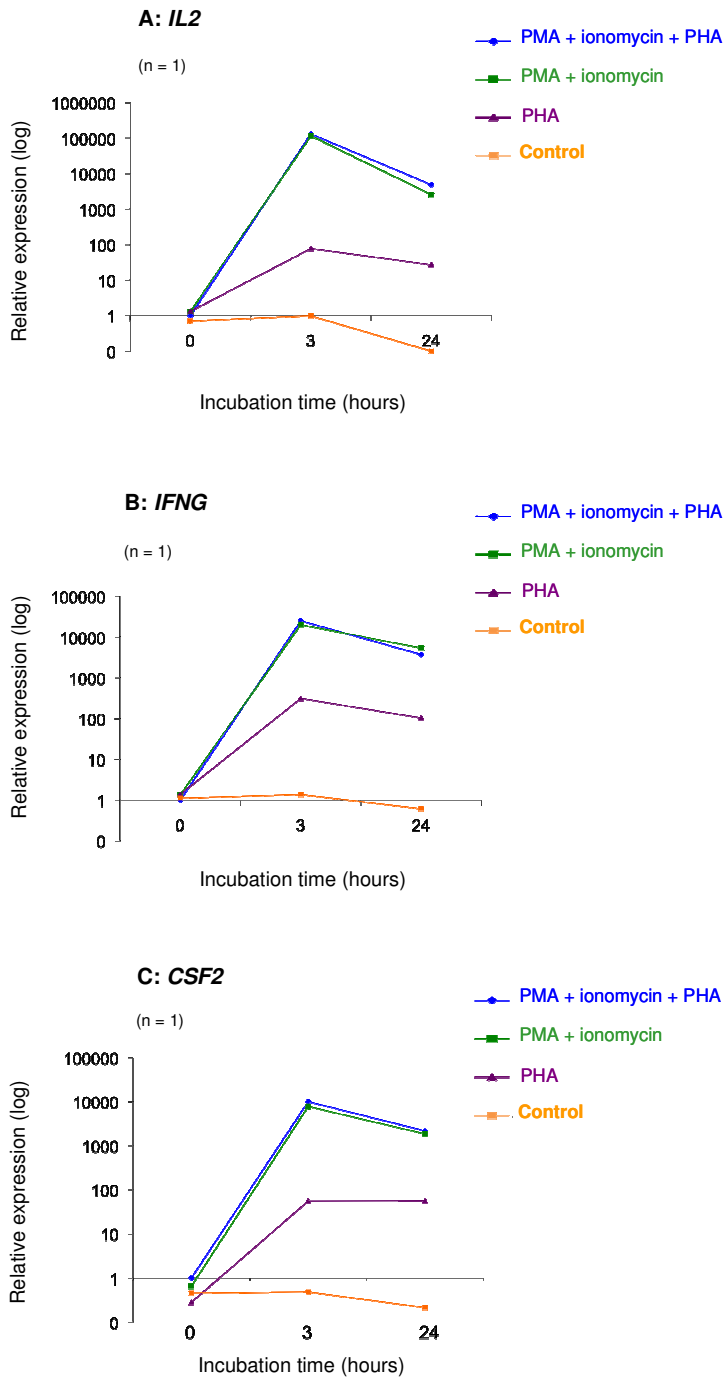 A: IL2
(n = 1)
PMA + ionomycin + PHA
PMA + ionomycin
PHA
Control
Relative expression (log)
1000000
100000
10000
1000
100
10
1
0
0 3 24
Incubation time (hours)
B: IFNG
(n = 1)
PMA + ionomycin + PHA
PMA + ionomycin
PHA
Control
Relative expression (log)
100000
10000
1000
100
10
1
0
0 3 24
Incubation time (hours)
C: CSF2
(n = 1)
PMA + ionomycin + PHA
PMA + ionomycin
PHA
Control
Relative expression (log)
100000
10000
1000
100
10
1
0
0 3 24
Incubation time (hours)